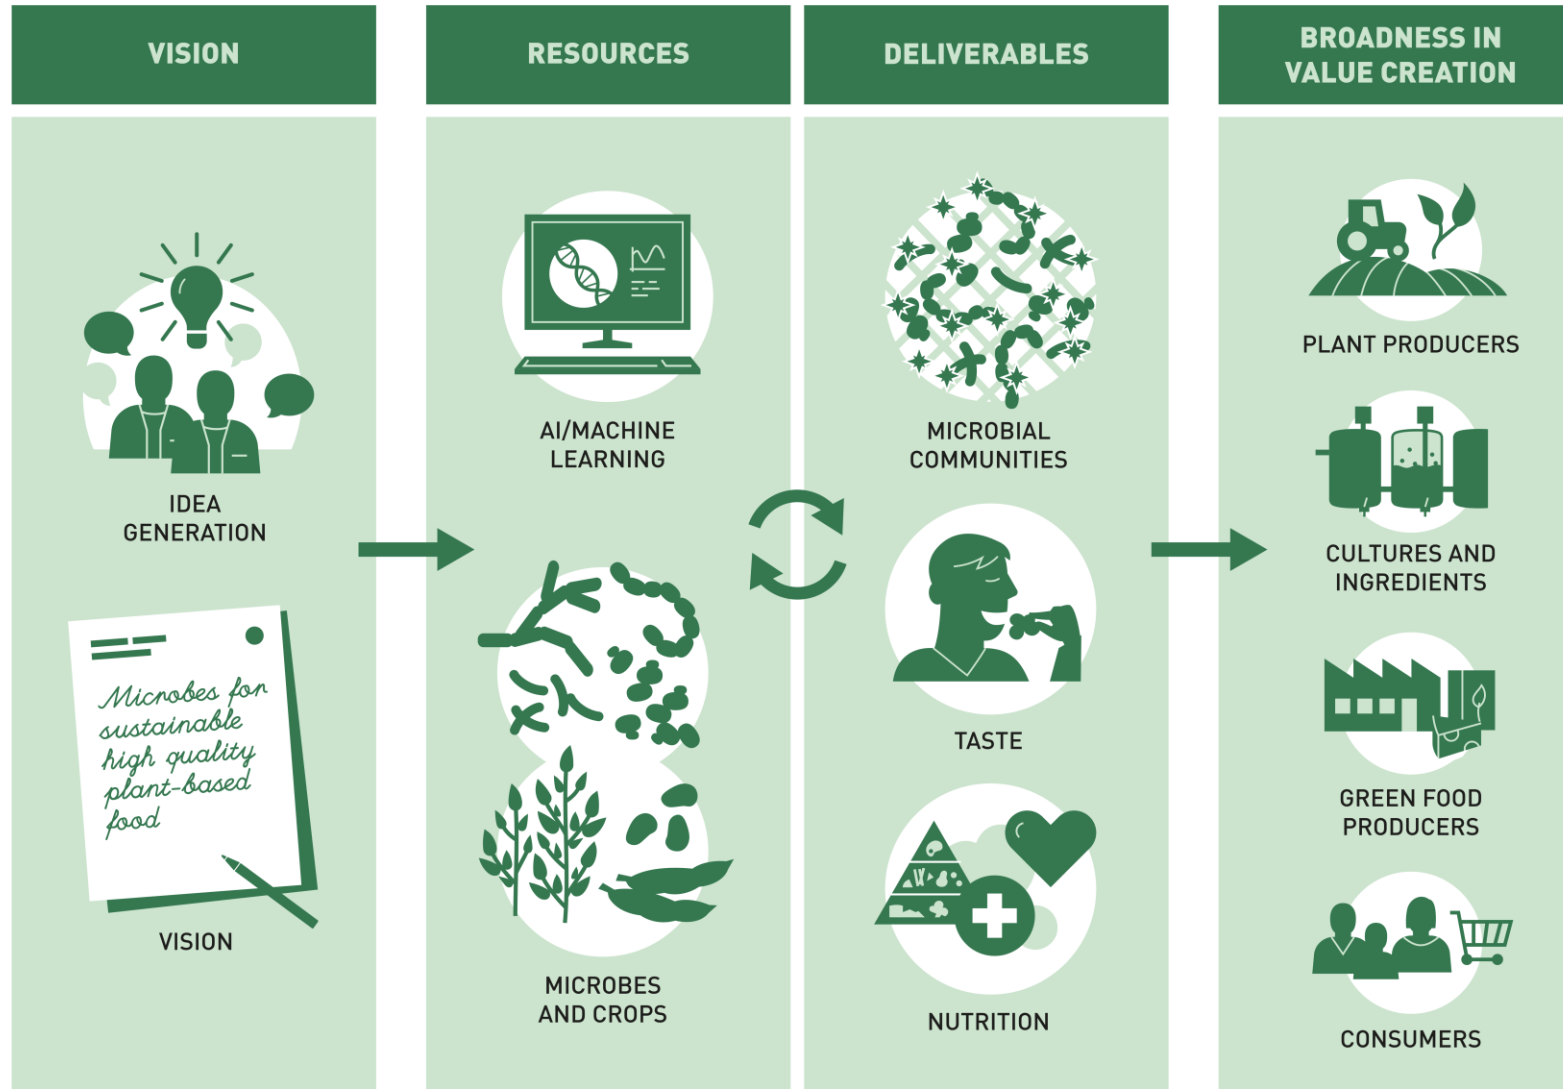 VISION
IDEA
GENERATION
Microbes for
sustainable
high quality
plant-based
food
VISION
RESOURCES
AI/MACHINE
LEARNING
MICROBES
AND CROPS
DELIVERABLES
MICROBIAL
COMMUNITIES
TASTE
NUTRITION
BROADNESS IN
VALUE CREATION
PLANT PRODUCERS
CULTURES AND
INGREDIENTS
GREEN FOOD
PRODUCERS
CONSUMERS